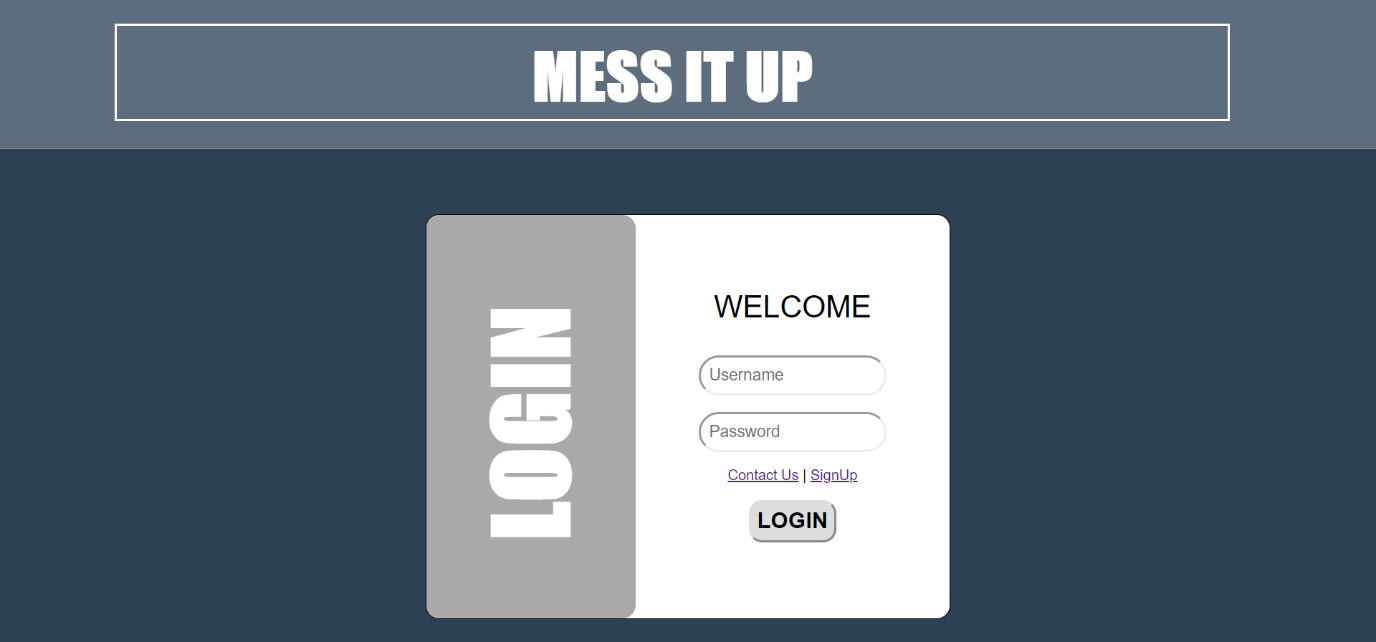 MESS IT UP
LOGIN
WELCOME
Username
Password
Contact Us | SignUp
LOGIN